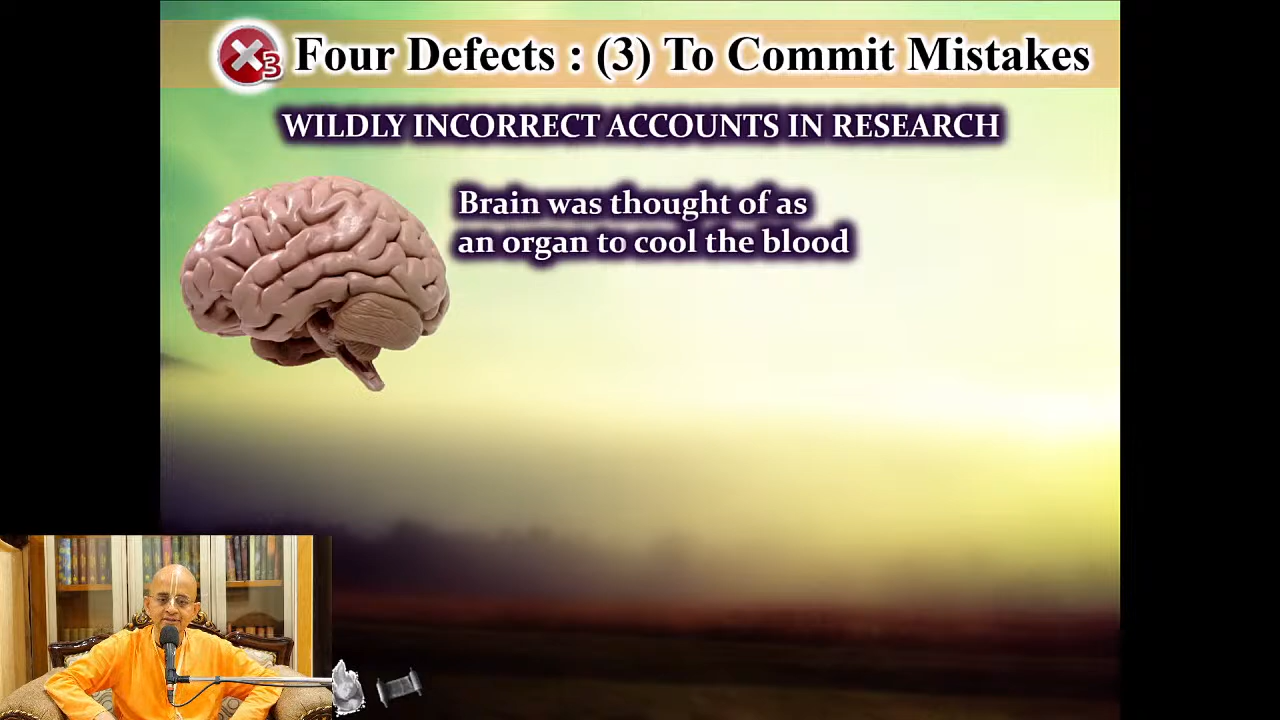 Four Defects : (3) To Commit Mistakes
3
WILDLY INCORRECT ACCOUNTS IN RESEARCH
Brain was thought of as
an organ to cool the blood